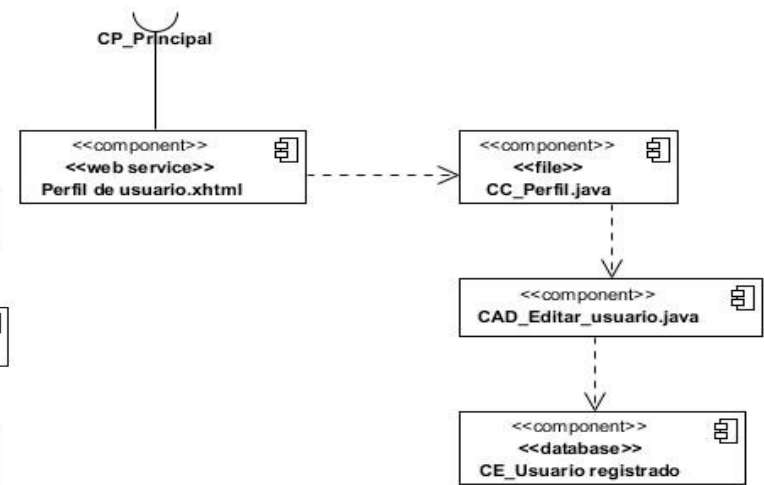 CP_Principal
<<component>>
<<web service>>
Perfil de usuario.xhtml
<<component>>
<<file>>
CC_Perfil.java
<<component>>
CAD_Editar_usuario.java
<<component>>
<<database>>
CE_Usuario registrado